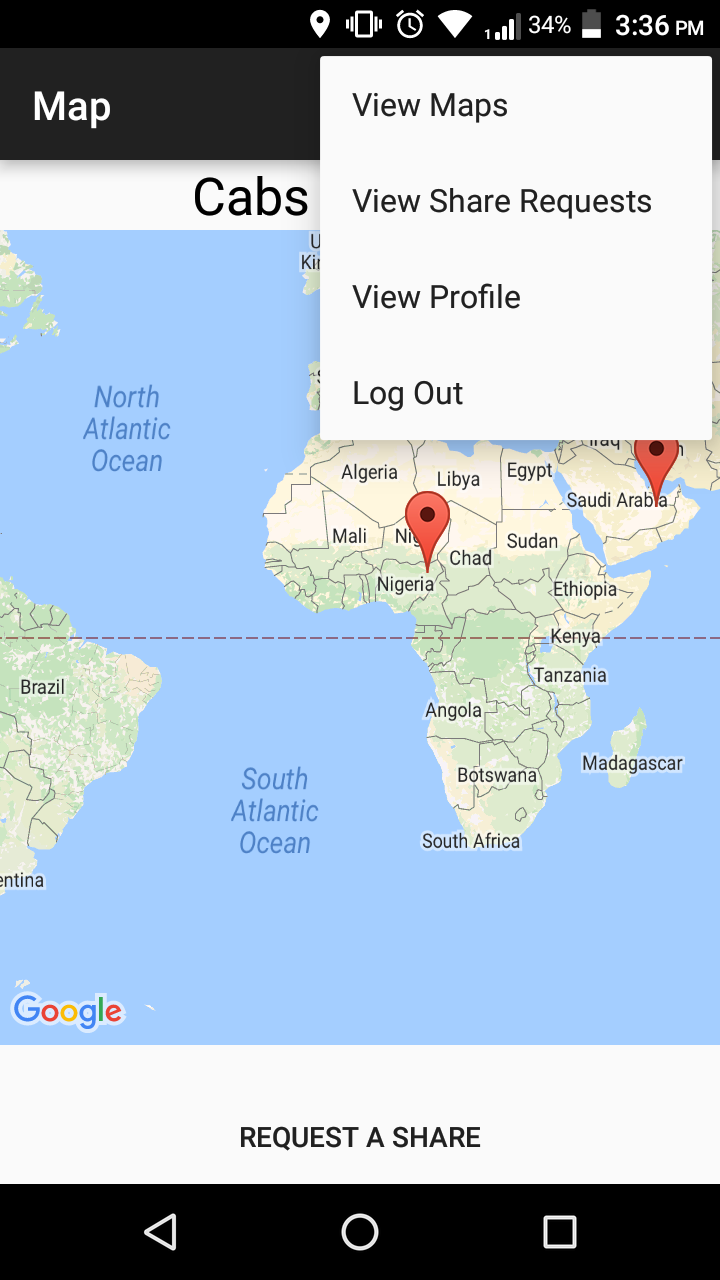 1 34% 3:36 PM
Map
View Maps
Cabs
View Share Requests
View Profile
Log Out
North
Atlantic
Ocean
Algeria
Libya
Egypt
Saudi Arabia
Mali
Chad
Sudan
Nigeria
Ethiopia
Kenya
Brazil
Tanzania
Angola
Madagascar
South
Atlantic
Ocean
Botswana
South Africa
entina
Google
REQUEST A SHARE